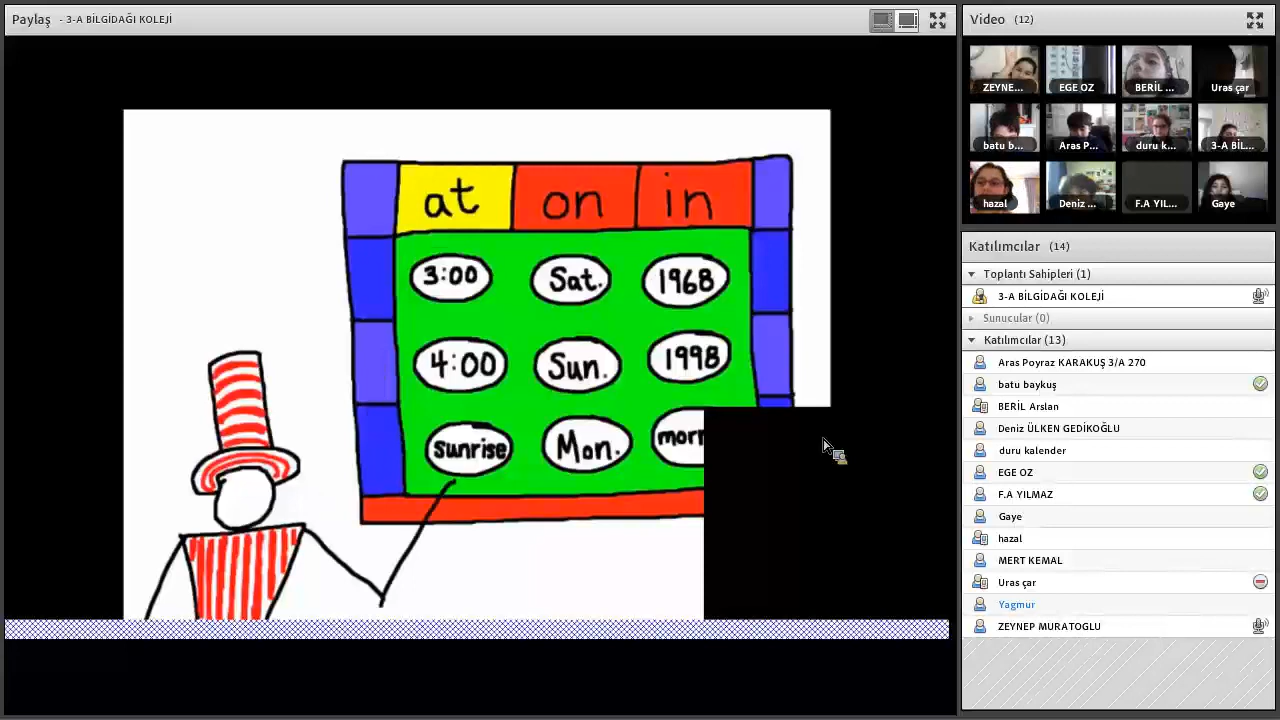 Paylaş - 3-A BİLGİDAĞI KOLEJİ
at on in
3:00 Sat. 1968
4:00 Sun. 1998
sunrise Mon.
Video (12)
ZEYNE... EGE OZ BERİL ... Uras çar
batu b... Aras P... duru k... 3-A BİL...
hazal Deniz ... F.A YIL... Gaye
Katılımcılar (14)
Toplantı Sahipleri (1)
3-A BİLGİDAĞI KOLEJİ
Sunucular (0)
Katılımcılar (13)
Aras Poyraz KARAKUŞ 3/A 270
batu baykuş
BERİL Arslan
Deniz ÜLKEN GEDİKOĞLU
duru kalender
EGE OZ
F.A YILMAZ
Gaye
hazal
MERT KEMAL
Uras çar
Yagmur
ZEYNEP MURATOGLU